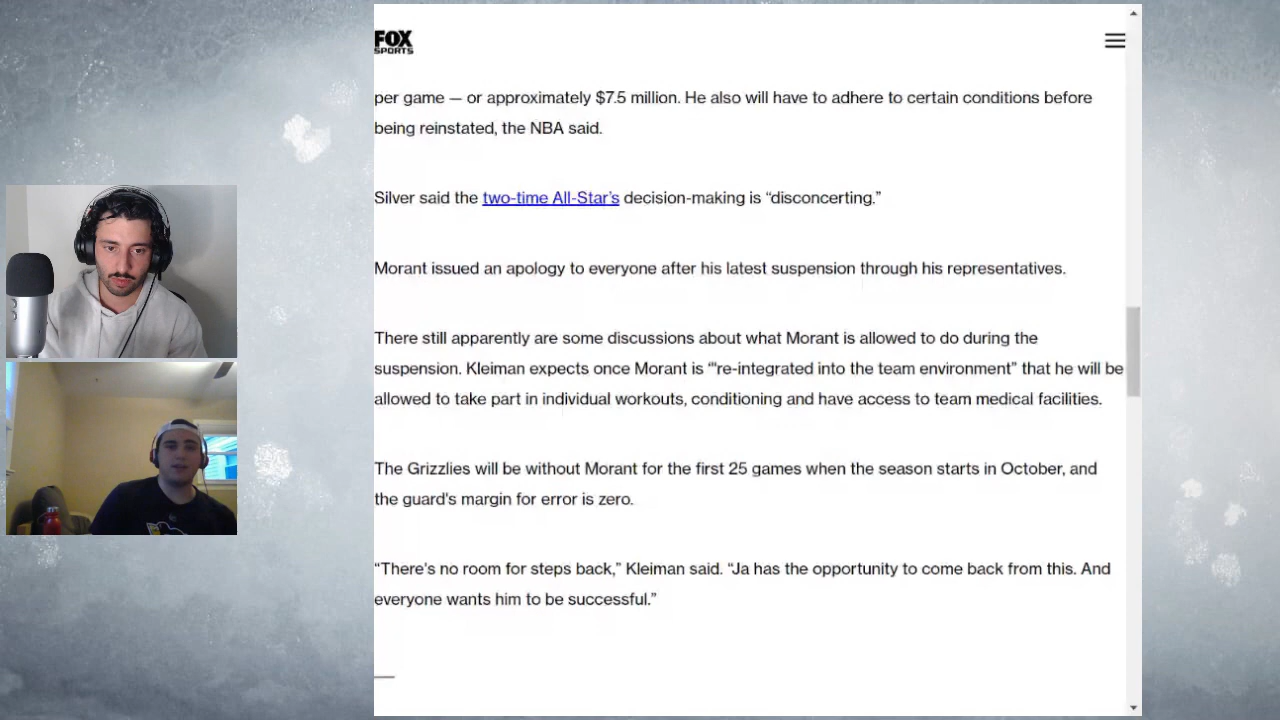 FOX
SPORTS
per game — or approximately $7.5 million. He also will have to adhere to certain conditions before
being reinstated, the NBA said.
Silver said the two-time All-Star’s decision-making is “disconcerting.”
Morant issued an apology to everyone after his latest suspension through his representatives.
There still apparently are some discussions about what Morant is allowed to do during the
suspension. Kleiman expects once Morant is “'re-integrated into the team environment” that he will be
allowed to take part in individual workouts, conditioning and have access to team medical facilities.
The Grizzlies will be without Morant for the first 25 games when the season starts in October, and
the guard's margin for error is zero.
“There's no room for steps back,” Kleiman said. “Ja has the opportunity to come back from this. And
everyone wants him to be successful.”